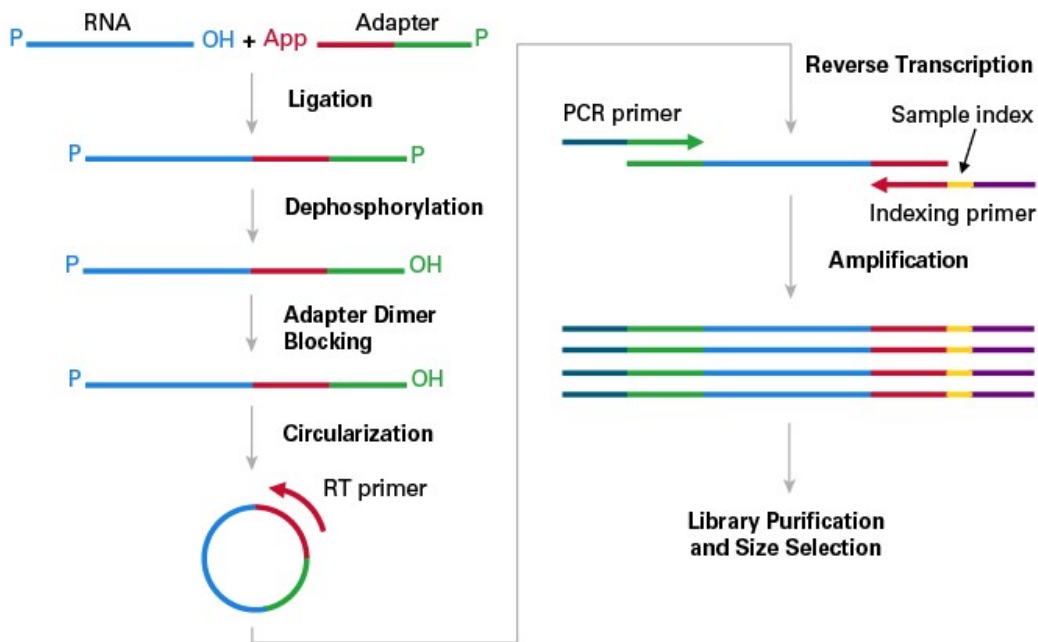 RNA Adapter
P OH + App P
Ligation
P P
Dephosphorylation
P OH
Adapter Dimer
Blocking
P OH
Circularization
RT primer
Reverse Transcription
PCR primer
Sample index
Indexing primer
Amplification
Library Purification
and Size Selection